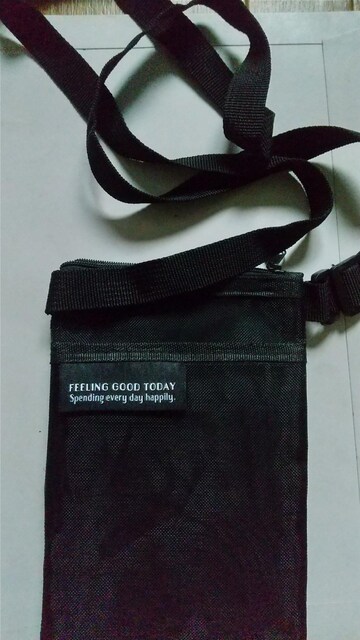 FEELING GOOD TODAY
Spending every day happily.